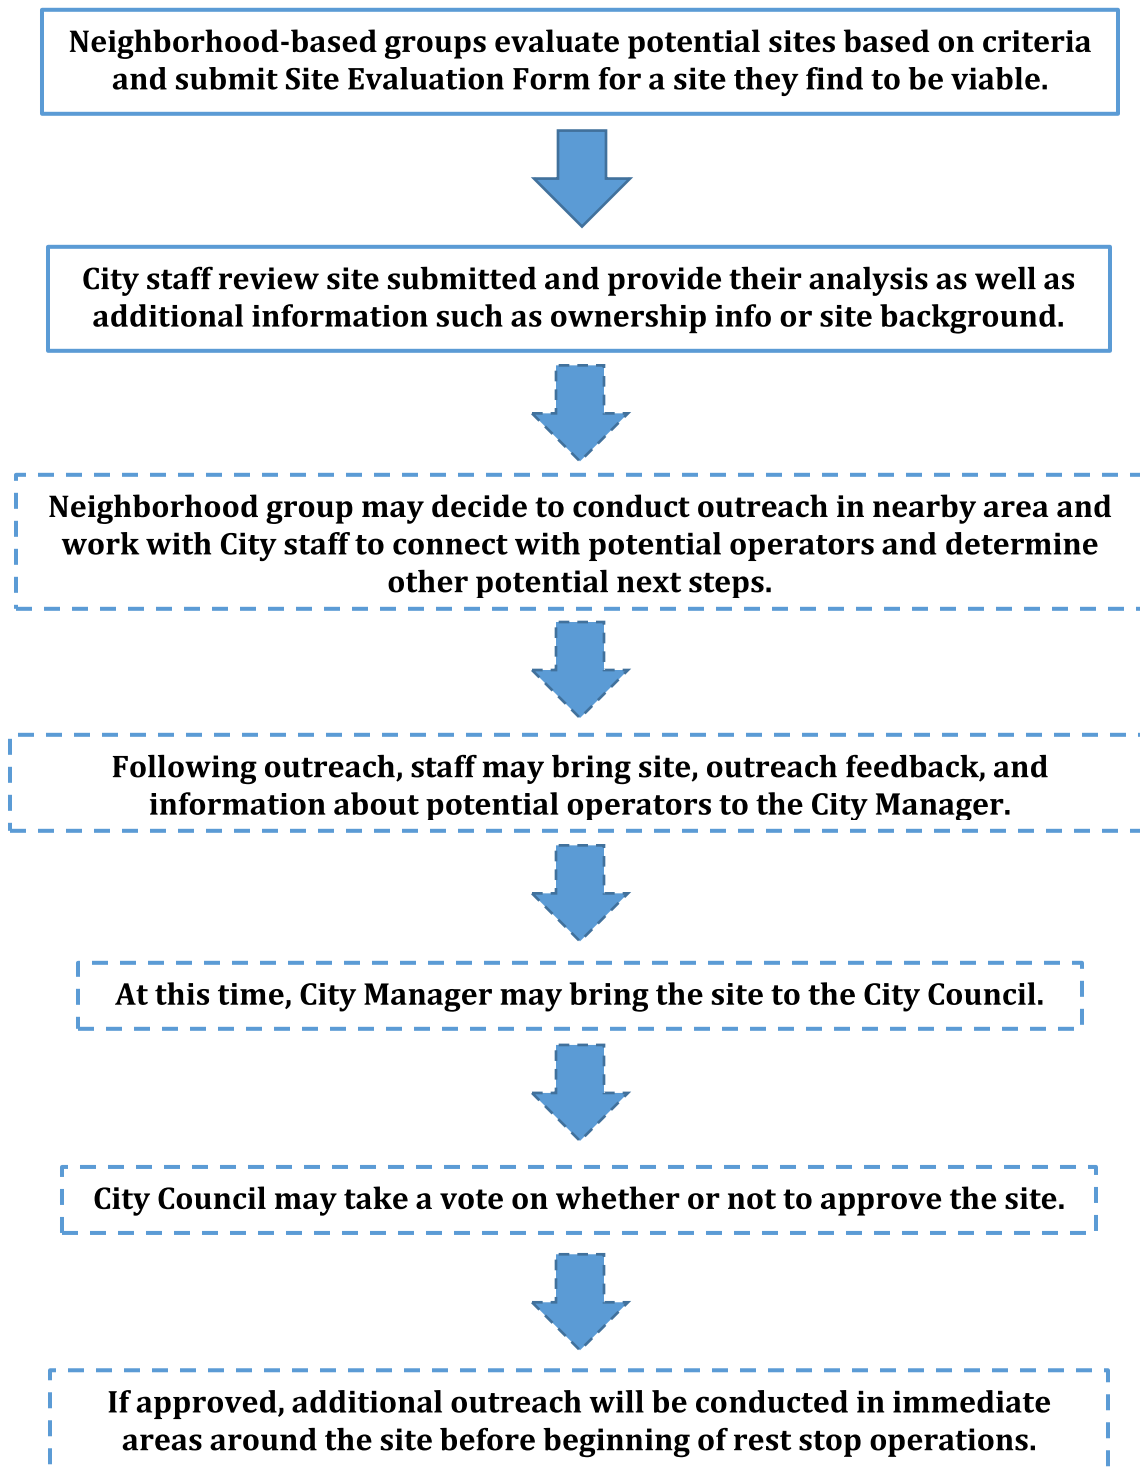 Neighborhood-based groups evaluate potential sites based on criteria
and submit Site Evaluation Form for a site they find to be viable.
City staff review site submitted and provide their analysis as well as
additional information such as ownership info or site background.
Neighborhood group may decide to conduct outreach in nearby area and
work with City staff to connect with potential operators and determine
other potential next steps.
Following outreach, staff may bring site, outreach feedback, and
information about potential operators to the City Manager.
At this time, City Manager may bring the site to the City Council.
City Council may take a vote on whether or not to approve the site.
If approved, additional outreach will be conducted in immediate
areas around the site before beginning of rest stop operations.